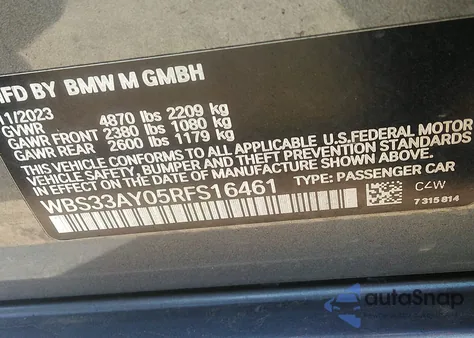 MFD BY BMW M GMBH
11/2023
GVWR 4870 lbs 2209 kg
GAWR FRONT 2380 lbs 1080 kg
GAWR REAR 2600 lbs 1179 kg
THIS VEHICLE CONFORMS TO ALL APPLICABLE U.S.FEDERAL MOTOR
VEHICLE SAFETY, BUMPER, AND THEFT PREVENTION STANDARDS
IN EFFECT ON THE DATE OF MANUFACTURE SHOWN ABOVE.
WBS33AY05RFS16461 TYPE: PASSENGER CAR
C4W
7 315 814
autoSnap